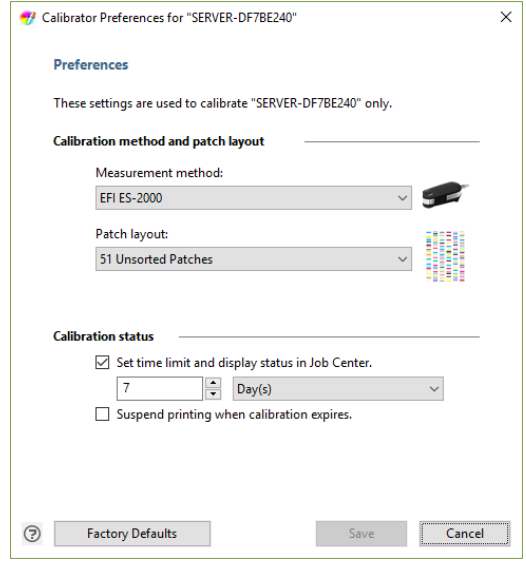 Calibrator Preferences for "SERVER-DF7BE240"
Preferences
These settings are used to calibrate "SERVER-DF7BE240" only.
Calibration method and patch layout
Measurement method:
EFI ES-2000
Patch layout:
51 Unsorted Patches
Calibration status
Set time limit and display status in Job Center.
7 Day(s)
Suspend printing when calibration expires.
? Factory Defaults Save Cancel